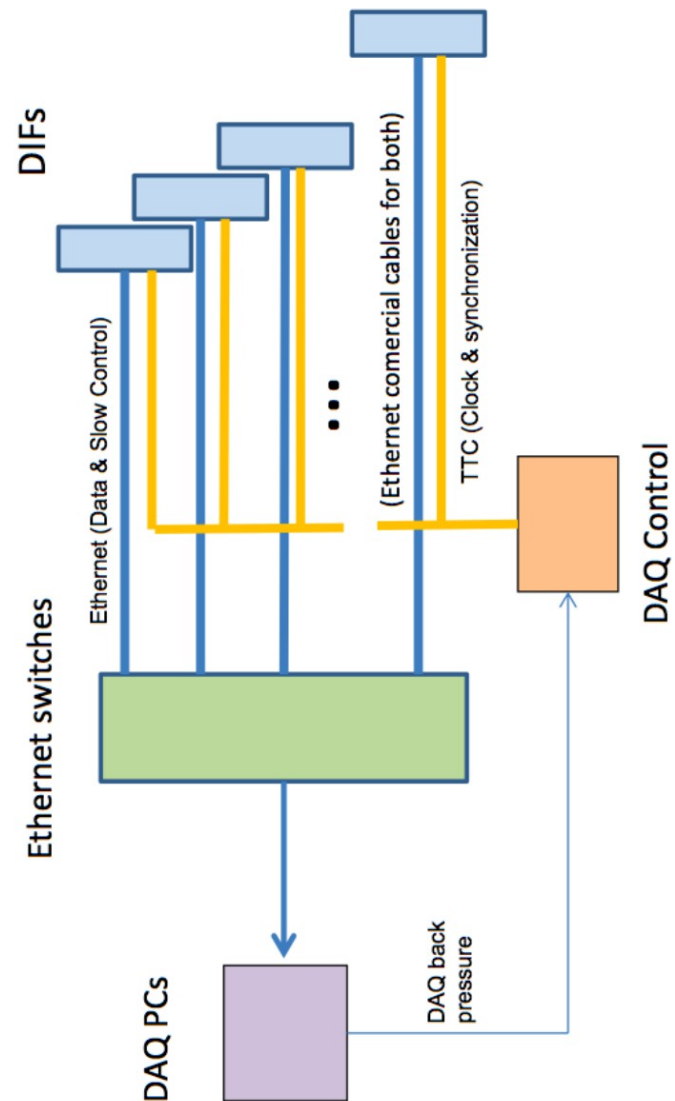 DIFs
Ethernet switches
DAQ PCs
Ethernet (Data & Slow Control)
...
(Ethernet comercial cables for both)
TTC (Clock & synchronization)
DAQ back
pressure
DAQ Control